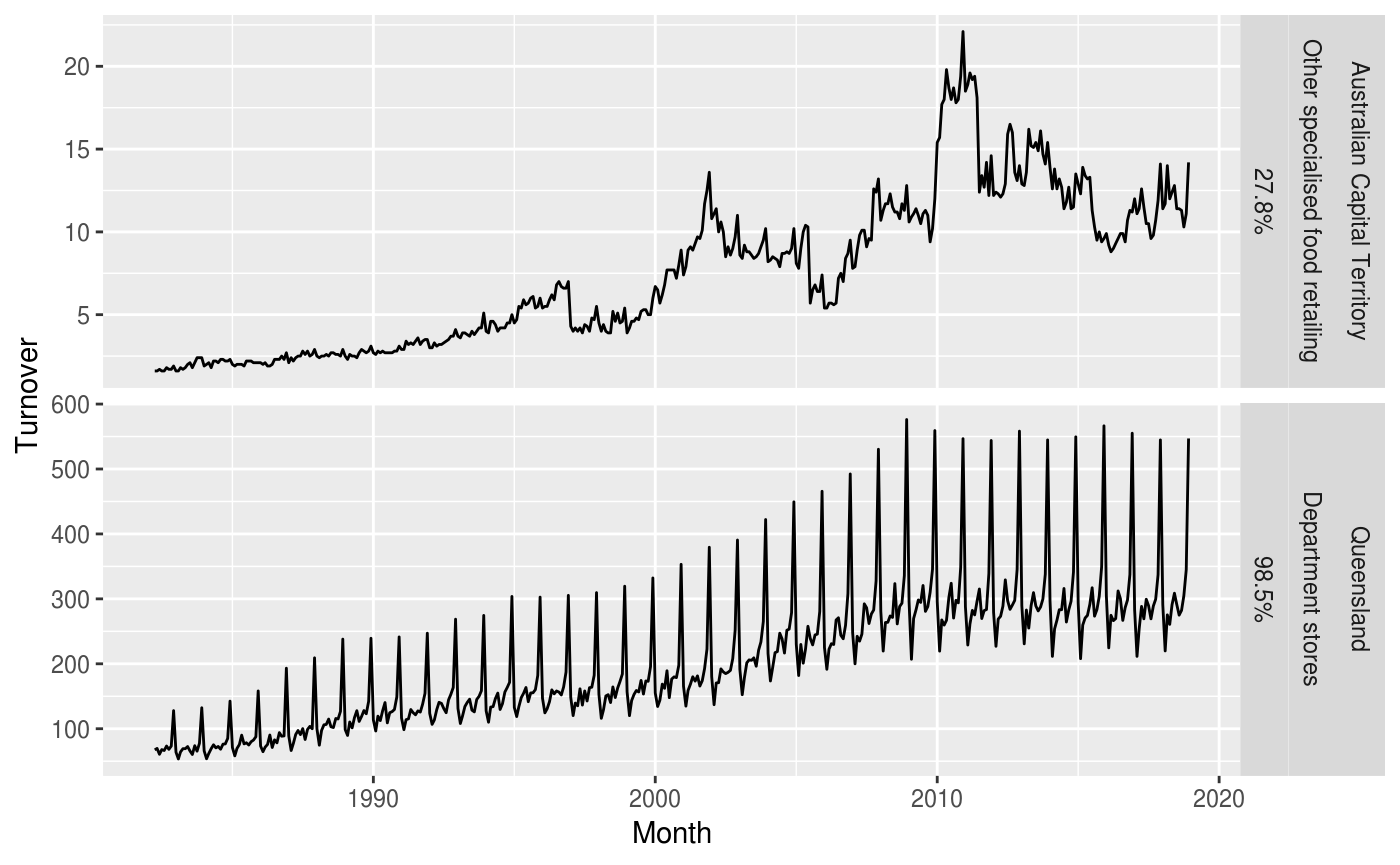 20
15
10
5
Australian Capital Territory
Other specialised food retailing
27.8%
Turnover
600
500
400
300
200
100
Queensland
Department stores
98.5%
1990
2000
2010
2020
Month